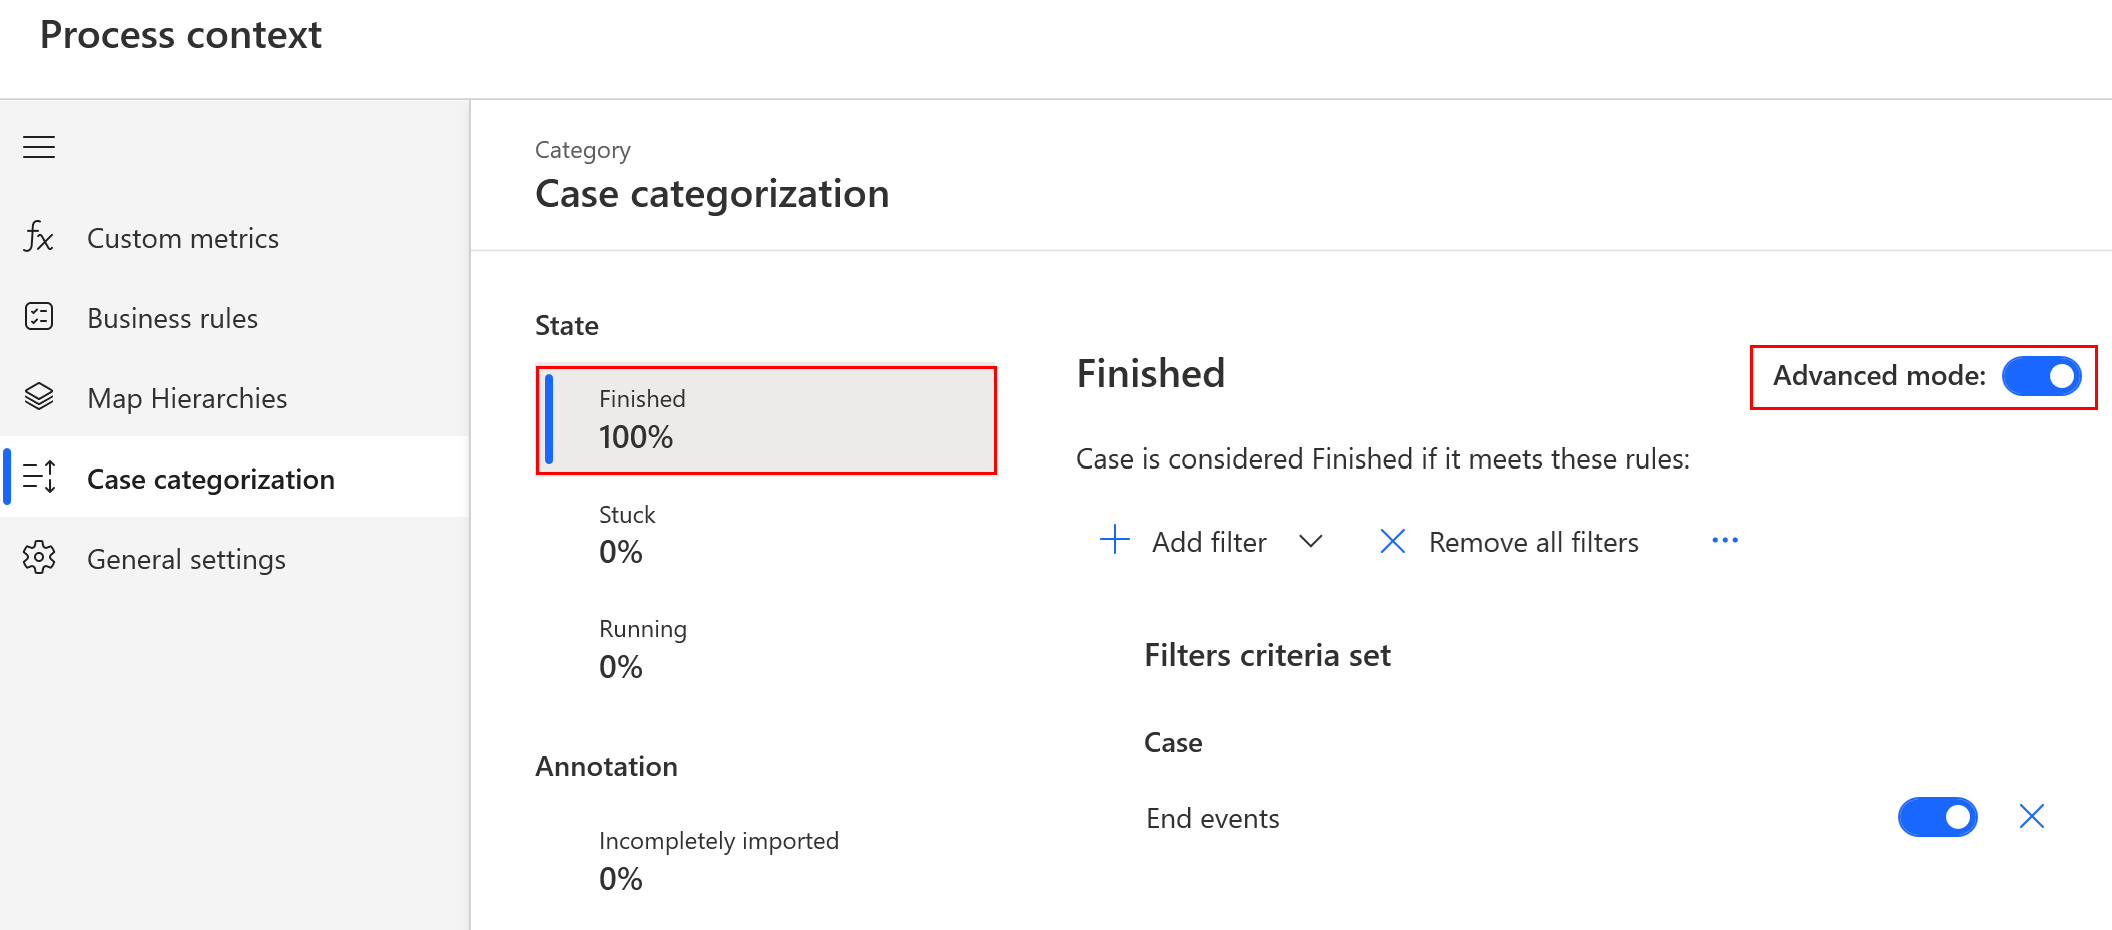 Process context
Custom metrics
Business rules
Map Hierarchies
Case categorization
General settings
Category
Case categorization
State
Finished
100%
Stuck
0%
Running
0%
Annotation
Incompletely imported
0%
Finished
Advanced mode:
Case is considered Finished if it meets these rules:
Add filter
Remove all filters
Filters criteria set
Case
End events